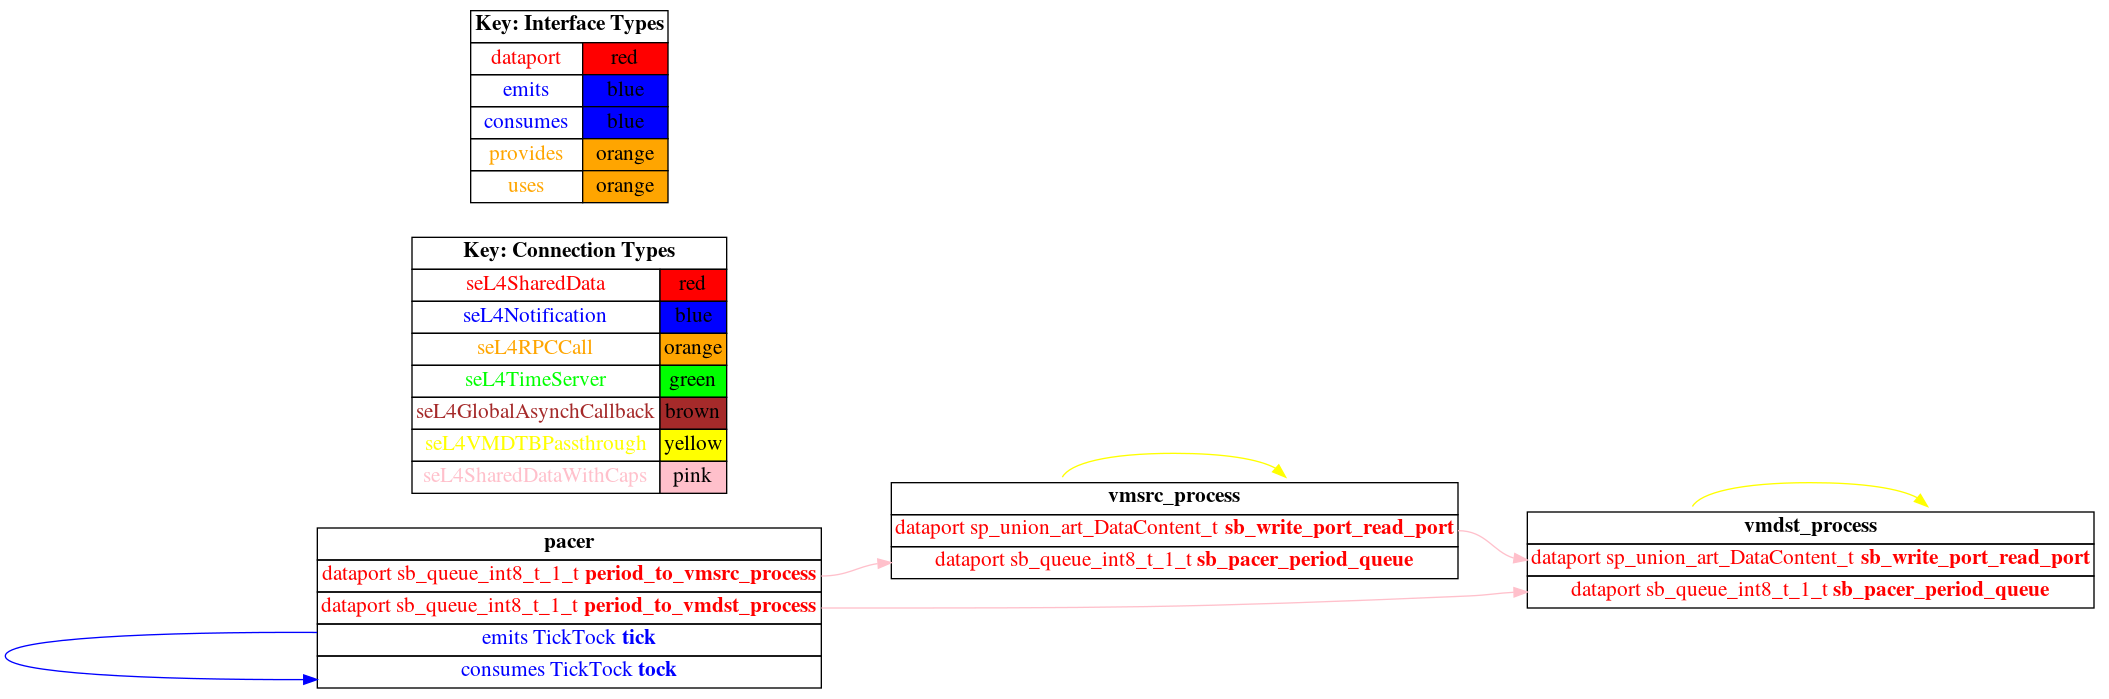 Key: Interface Types
dataport red
emits blue
consumes blue
provides orange
uses orange
Key: Connection Types
seL4SharedData red
seL4Notification blue
seL4RPCCall orange
seL4TimeServer green
seL4GlobalAsynchCallback brown
seL4VMDTBPassthrough yellow
seL4SharedDataWithCaps pink
pacer
dataport sb_queue_int8_t_1_t period_to_vmsrc_process
dataport sb_queue_int8_t_1_t period_to_vmdst_process
emits TickTock tick
consumes TickTock tock
vmsrc_process
dataport sp_union_art_DataContent_t sb_write_port_read_port
dataport sb_queue_int8_t_1_t sb_pacer_period_queue
vmdst_process
dataport sp_union_art_DataContent_t sb_write_port_read_port
dataport sb_queue_int8_t_1_t sb_pacer_period_queue